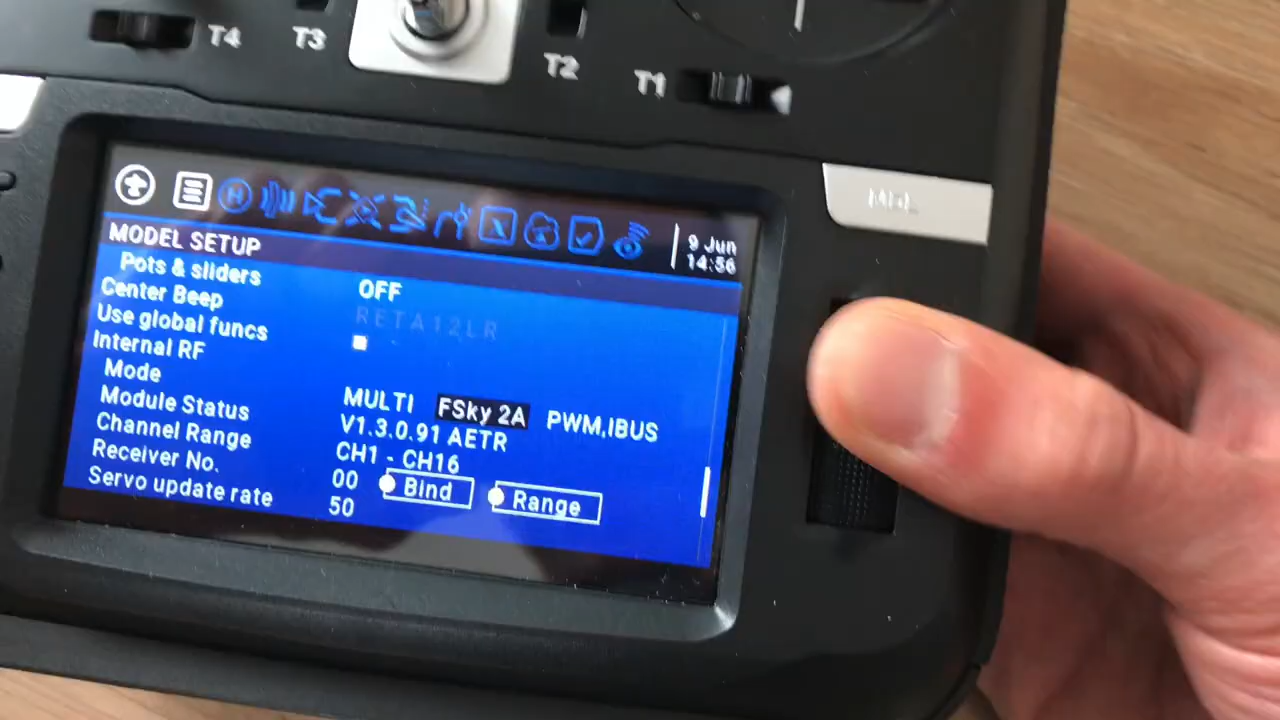 T4 T3 T2 T1
MDL
9 Jun
14:56
MODEL SETUP
Pots & sliders
Center Beep OFF
Use global funcs RETA12LR
Internal RF
Mode MULTI FSky 2A PWM,IBUS
Module Status V1.3.0.91 AETR
Channel Range CH1 - CH16
Receiver No. 00 Bind Range
Servo update rate 50